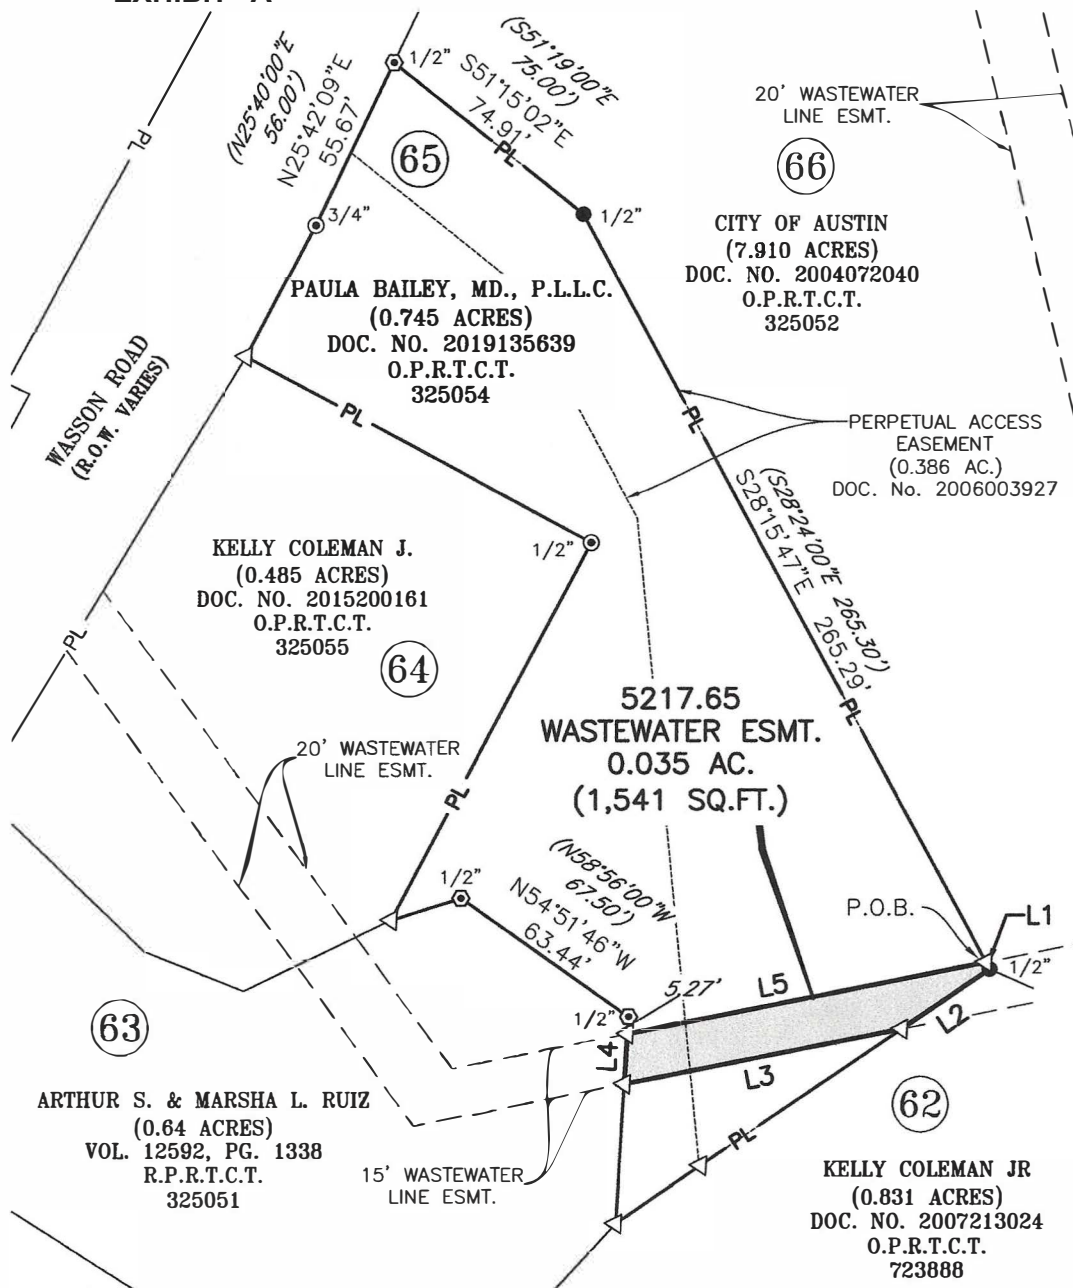 EXHIBIT "A"
(N25°40'00"E
56.00')
N25°42'09"E
55.67'
1/2"
(S51°19'00"E
75.00')
S51°15'02"E
74.91'
PL
PL
65
3/4"
1/2"
20' WASTEWATER
LINE ESMT.
66
CITY OF AUSTIN
(7.910 ACRES)
DOC. NO. 2004072040
O.P.R.T.C.T.
325052
PAULA BAILEY, MD., P.L.L.C.
(0.745 ACRES)
DOC. NO. 2019135639
O.P.R.T.C.T.
325054
WASSON ROAD
(R.O.W. VARIES)
PL
PL
PERPETUAL ACCESS
EASEMENT
(0.386 AC.)
DOC. No. 2006003927
(S28°24'00"E 265.30')
S28°15'47"E 265.29'
PL
1/2"
KELLY COLEMAN J.
(0.485 ACRES)
DOC. NO. 2015200161
O.P.R.T.C.T.
325055
64
PL
20' WASTEWATER
LINE ESMT.
PL
5217.65
WASTEWATER ESMT.
0.035 AC.
(1,541 SQ.FT.)
1/2"
(N58°56'00"W
67.50')
N54°51'46"W
63.44'
P.O.B.
L1
1/2"
5.27'
L5
1/2"
L4
L3
L2
63
ARTHUR S. & MARSHA L. RUIZ
(0.64 ACRES)
VOL. 12592, PG. 1338
R.P.R.T.C.T.
325051
15' WASTEWATER
LINE ESMT.
PL
62
KELLY COLEMAN JR
(0.831 ACRES)
DOC. NO. 2007213024
O.P.R.T.C.T.
723888